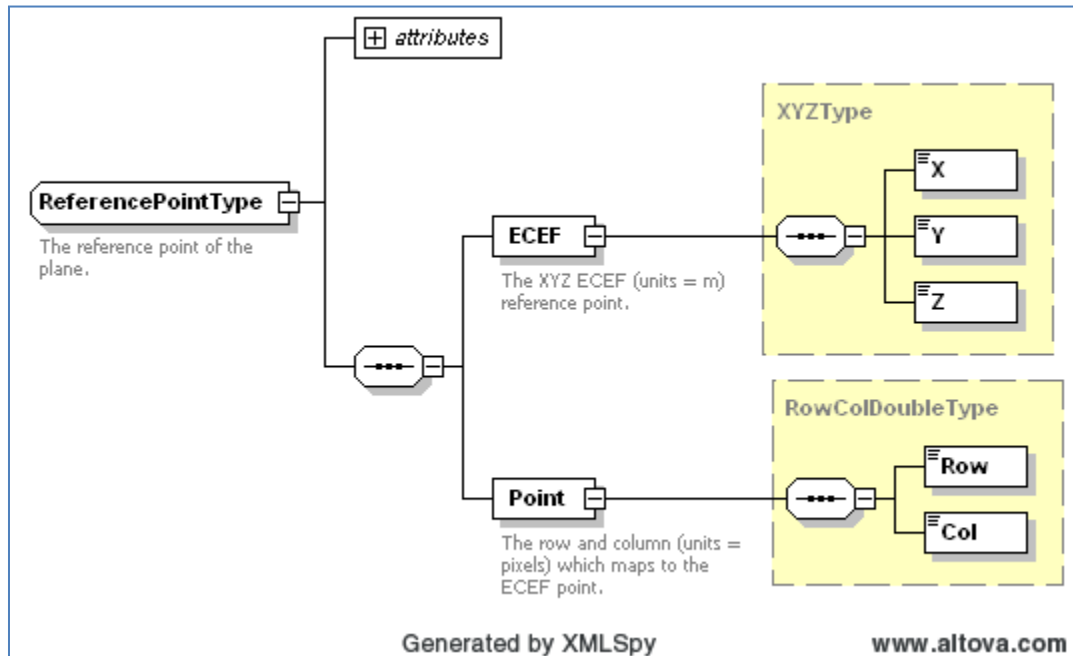 attributes
ReferencePointType
The reference point of the
plane.
ECEF
The XYZ ECEF (units = m)
reference point.
XYZType
X
Y
Z
Point
The row and column (units =
pixels) which maps to the
ECEF point.
RowColDoubleType
Row
Col
Generated by XMLSpy
www.altova.com